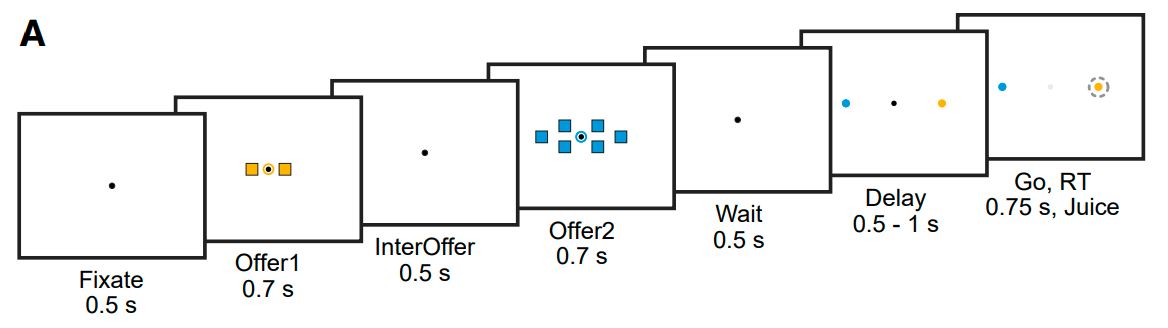 A
Fixate
0.5 s
Offer1
0.7 s
InterOffer
0.5 s
Offer2
0.7 s
Wait
0.5 s
Delay
0.5 - 1 s
Go, RT
0.75 s, Juice